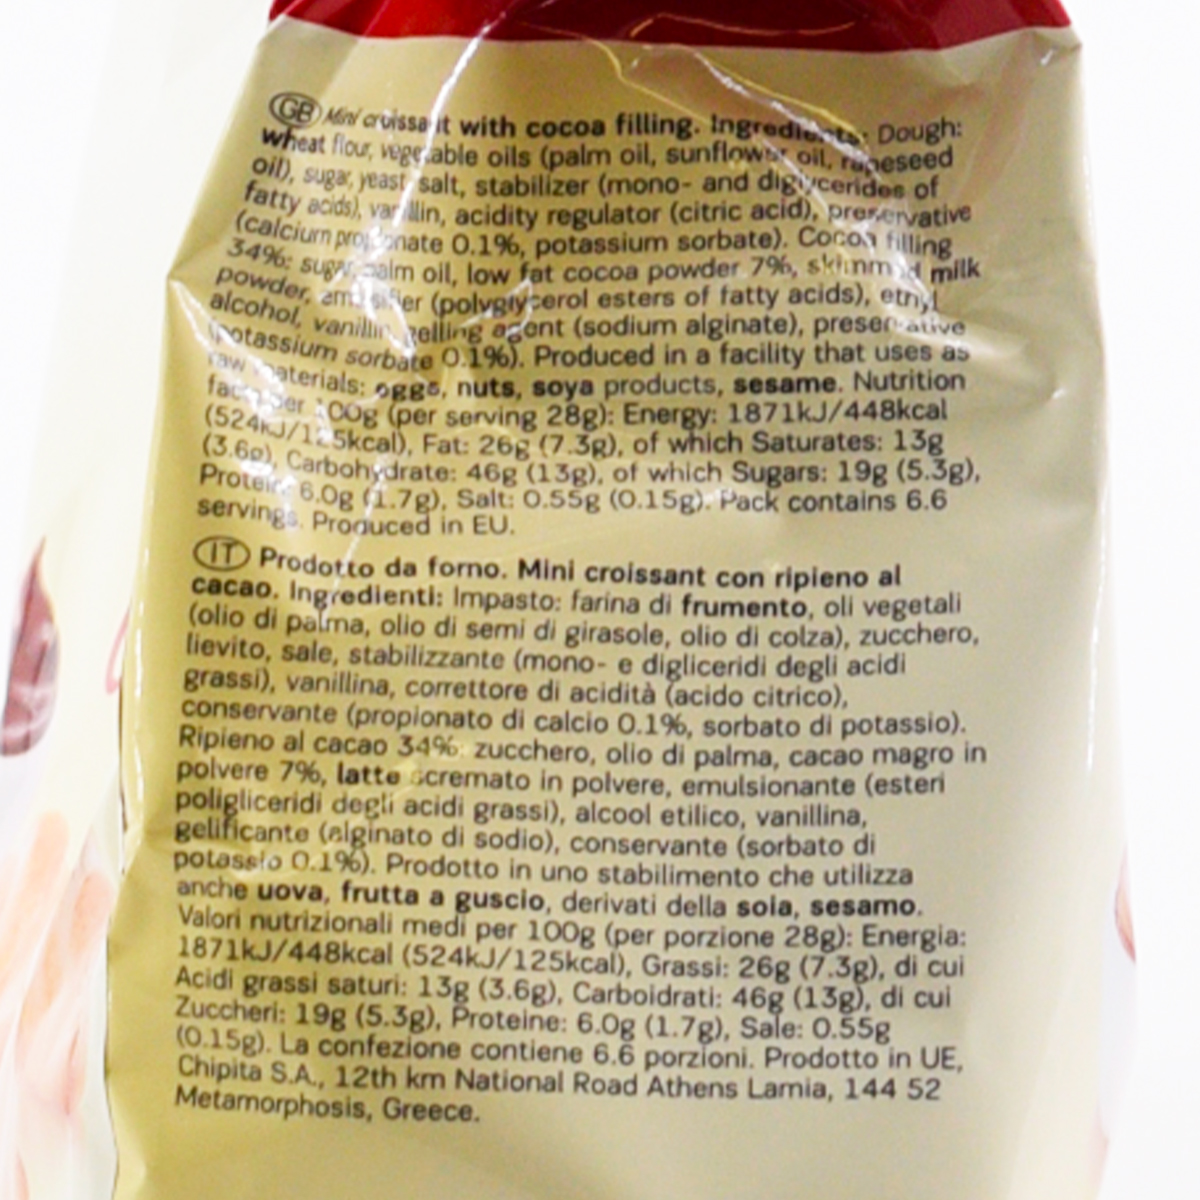 GB Mini croissant with cocoa filling. Ingredients: Dough:
wheat flour, vegetable oils (palm oil, sunflower oil, rapeseed
oil), sugar, yeast, salt, stabilizer (mono- and diglycerides of
fatty acids), vanillin, acidity regulator (citric acid), preservative
(calcium propionate 0.1%, potassium sorbate). Cocoa filling
34%: sugar, palm oil, low fat cocoa powder 7%, skimmed milk
powder, emulsifier (polyglycerol esters of fatty acids), ethyl
alcohol, vanillin, gelling agent (sodium alginate), preservative
(potassium sorbate 0.1%). Produced in a facility that uses as
raw materials: eggs, nuts, soya products, sesame. Nutrition
facts per 100g (per serving 28g): Energy: 1871kJ/448kcal
(524kJ/125kcal), Fat: 26g (7.3g), of which Saturates: 13g
(3.6g), Carbohydrate: 46g (13g), of which Sugars: 19g (5.3g),
Protein: 6.0g (1.7g), Salt: 0.55g (0.15g). Pack contains 6.6
servings. Produced in EU.
IT Prodotto da forno. Mini croissant con ripieno al
cacao. Ingredienti: Impasto: farina di frumento, oli vegetali
(olio di palma, olio di semi di girasole, olio di colza), zucchero,
lievito, sale, stabilizzante (mono- e digliceridi degli acidi
grassi), vanillina, correttore di acidità (acido citrico),
conservante (propionato di calcio 0.1%, sorbato di potassio).
Ripieno al cacao 34%: zucchero, olio di palma, cacao magro in
polvere 7%, latte scremato in polvere, emulsionante (esteri
poligliceridi degli acidi grassi), alcool etilico, vanillina,
gelificante (alginato di sodio), conservante (sorbato di
potassio 0.1%). Prodotto in uno stabilimento che utilizza
anche uova, frutta a guscio, derivati della soia, sesamo.
Valori nutrizionali medi per 100g (per porzione 28g): Energia:
1871kJ/448kcal (524kJ/125kcal), Grassi: 26g (7.3g), di cui
Acidi grassi saturi: 13g (3.6g), Carboidrati: 46g (13g), di cui
Zuccheri: 19g (5.3g), Proteine: 6.0g (1.7g), Sale: 0.55g
(0.15g). La confezione contiene 6.6 porzioni. Prodotto in UE,
Chipita S.A., 12th km National Road Athens Lamia, 144 52
Metamorphosis, Greece.